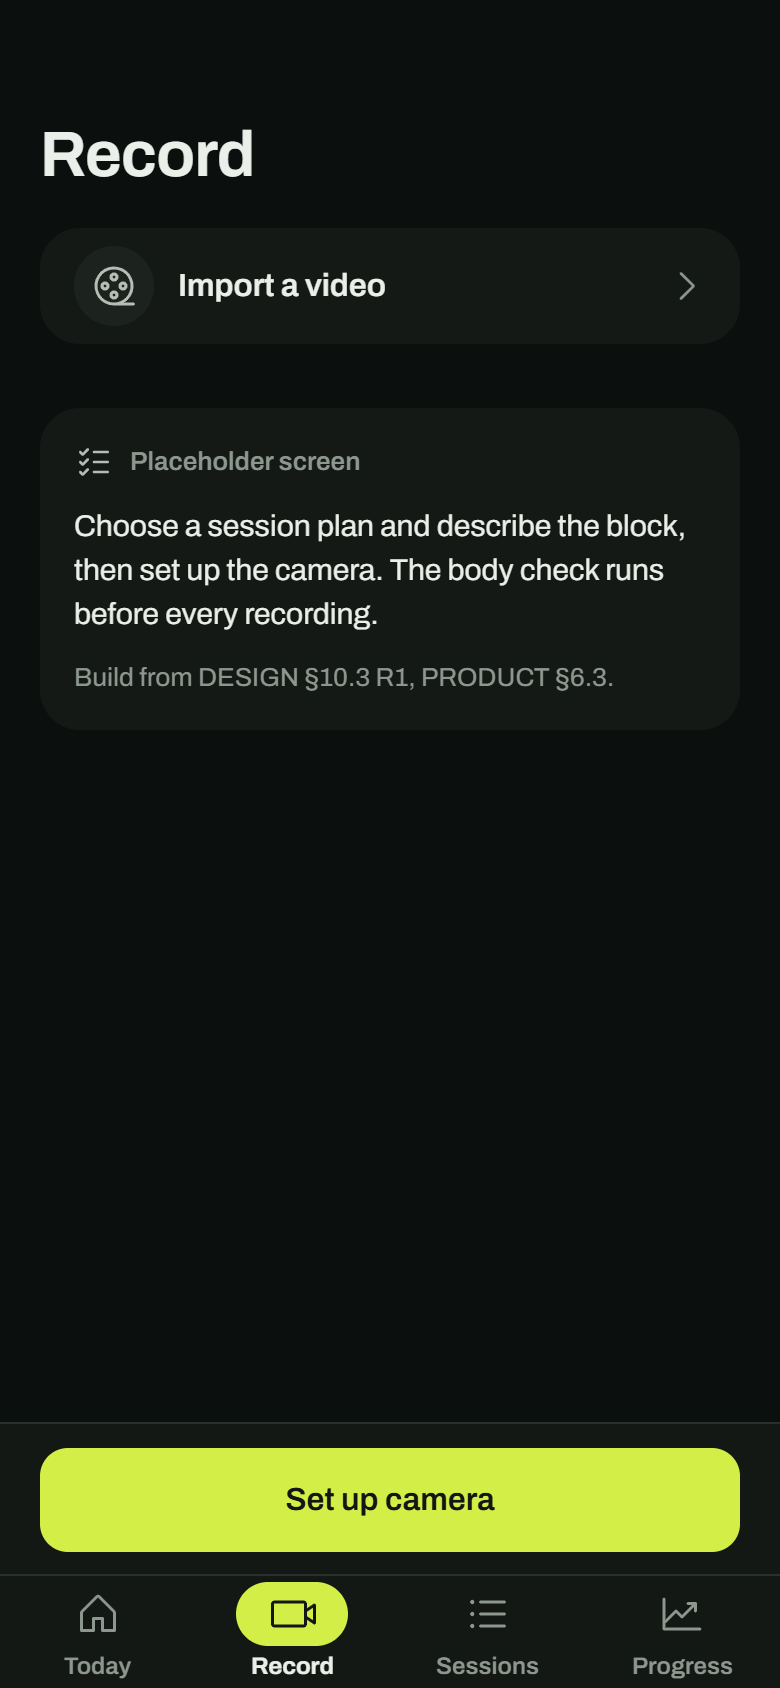 Record
Import a video
Placeholder screen
Choose a session plan and describe the block,
then set up the camera. The body check runs
before every recording.
Build from DESIGN §10.3 R1, PRODUCT §6.3.
Set up camera
Today
Record
Sessions
Progress